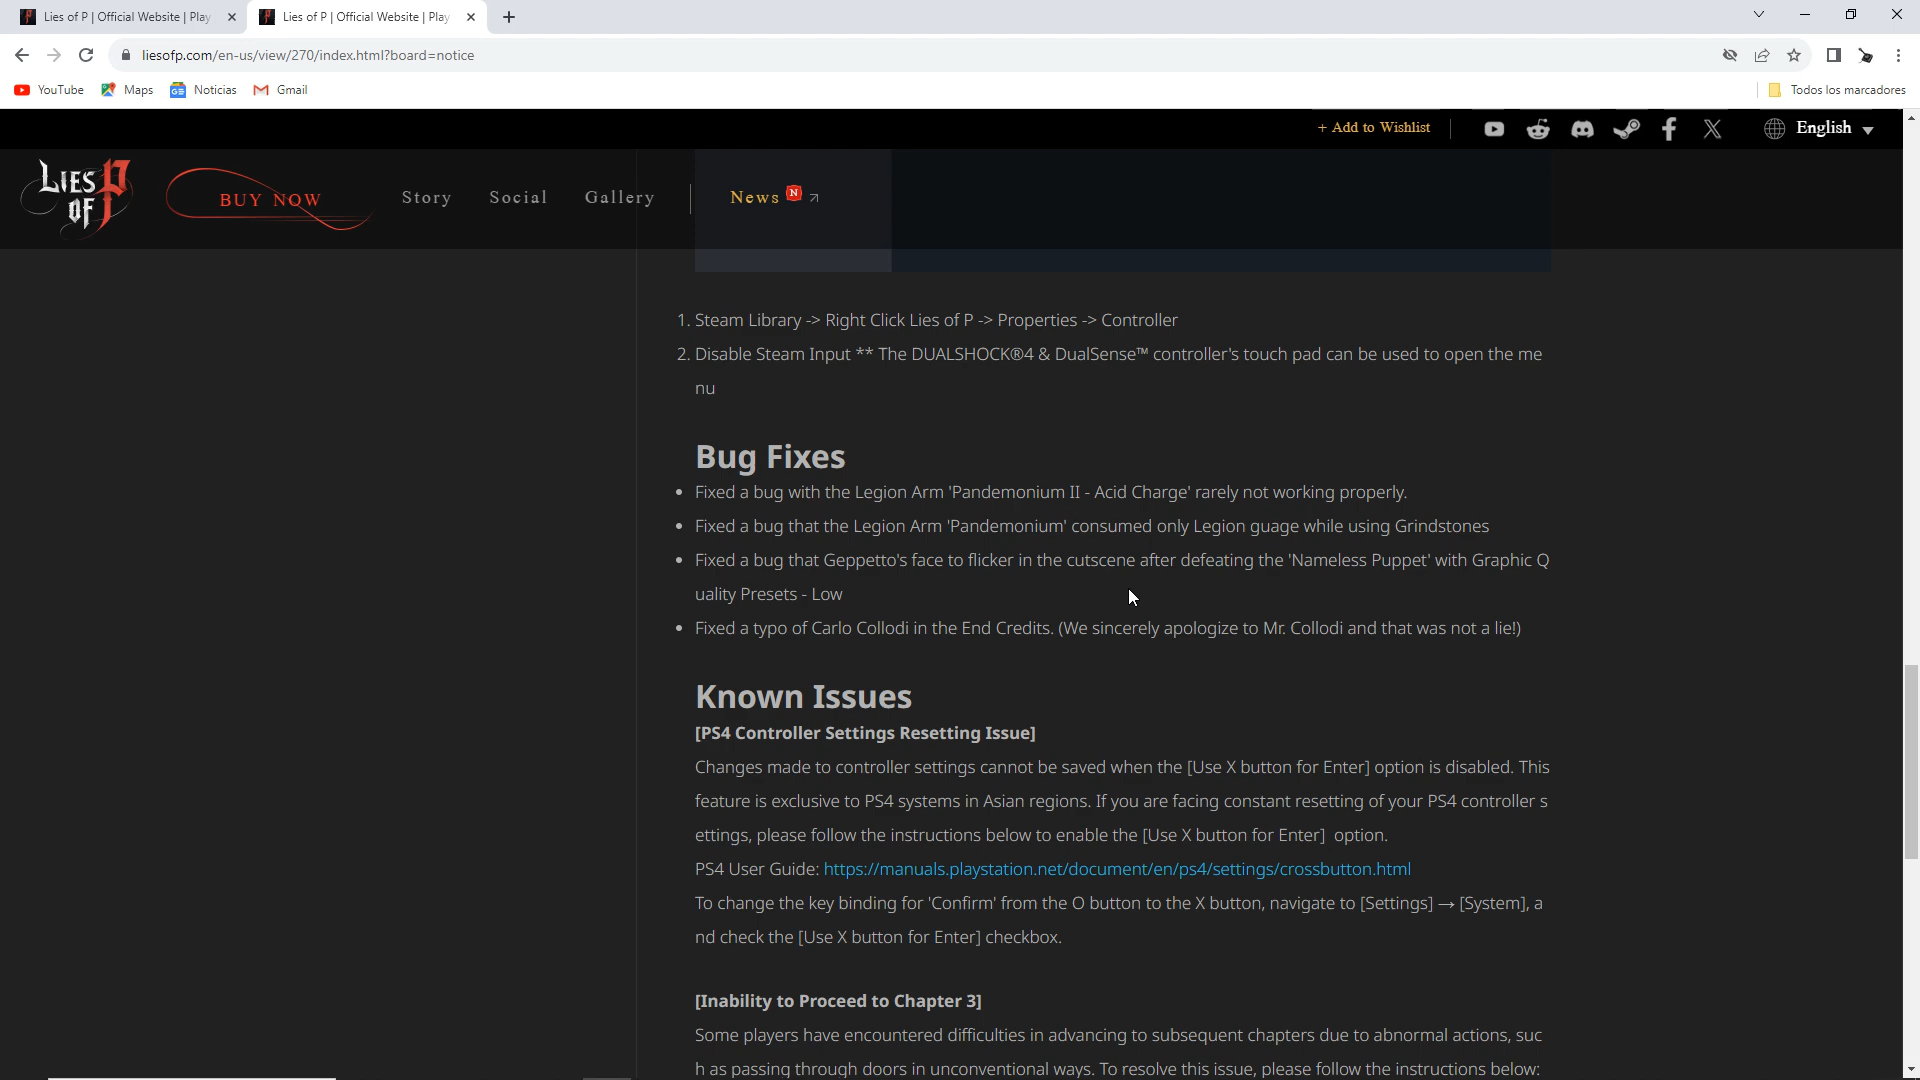 Lies of P | Official Website | Play
Lies of P | Official Website | Play
liesofp.com/en-us/view/270/index.html?board=notice
YouTube
Maps
Noticias
Gmail
Todos los marcadores
+ Add to Wishlist
English
LIES OF P
BUY NOW
Story
Social
Gallery
News
N
1. Steam Library -> Right Click Lies of P -> Properties -> Controller
2. Disable Steam Input ** The DUALSHOCK®4 & DualSense™ controller's touch pad can be used to open the me
nu
Bug Fixes
• Fixed a bug with the Legion Arm 'Pandemonium II - Acid Charge' rarely not working properly.
• Fixed a bug that the Legion Arm 'Pandemonium' consumed only Legion guage while using Grindstones
• Fixed a bug that Geppetto's face to flicker in the cutscene after defeating the 'Nameless Puppet' with Graphic Q
uality Presets - Low
• Fixed a typo of Carlo Collodi in the End Credits. (We sincerely apologize to Mr. Collodi and that was not a lie!)
Known Issues
[PS4 Controller Settings Resetting Issue]
Changes made to controller settings cannot be saved when the [Use X button for Enter] option is disabled. This
feature is exclusive to PS4 systems in Asian regions. If you are facing constant resetting of your PS4 controller s
ettings, please follow the instructions below to enable the [Use X button for Enter] option.
PS4 User Guide: https://manuals.playstation.net/document/en/ps4/settings/crossbutton.html
To change the key binding for 'Confirm' from the O button to the X button, navigate to [Settings] → [System], a
nd check the [Use X button for Enter] checkbox.
[Inability to Proceed to Chapter 3]
Some players have encountered difficulties in advancing to subsequent chapters due to abnormal actions, suc
h as passing through doors in unconventional ways. To resolve this issue, please follow the instructions below: